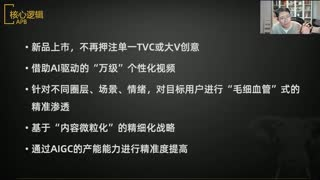 核心逻辑
APB
• 新品上市，不再押注单一TVC或大V创意
• 借助AI驱动的“万级”个性化视频
• 针对不同圈层、场景、情绪，对目标用户进行“毛细血管”式的
精准渗透
• 基于“内容微粒化”的精细化战略
• 通过AIGC的产能能力进行精准度提高